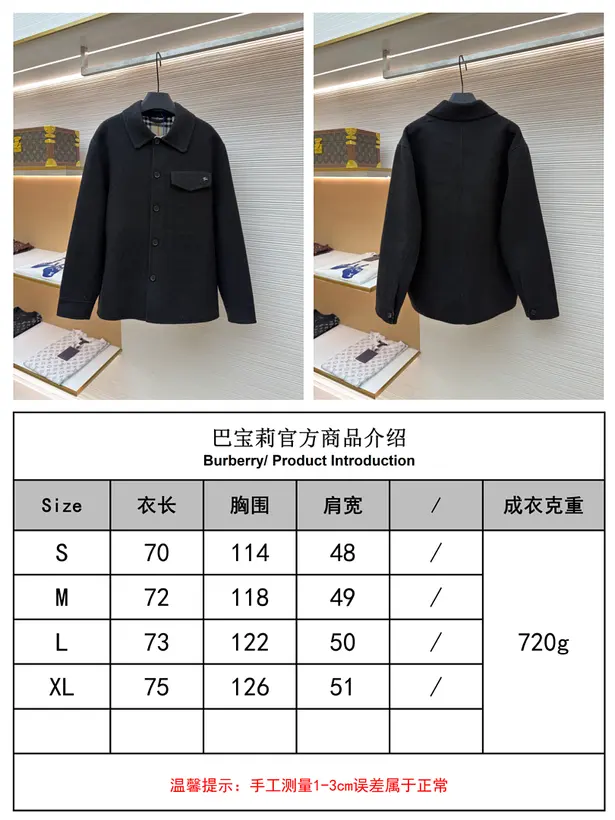 巴宝莉官方商品介绍
Burberry/ Product Introduction
Size 衣长 胸围 肩宽 / 成衣克重
S 70 114 48 /
M 72 118 49 /
L 73 122 50 /
XL 75 126 51 /
720g
温馨提示：手工测量1-3cm误差属于正常